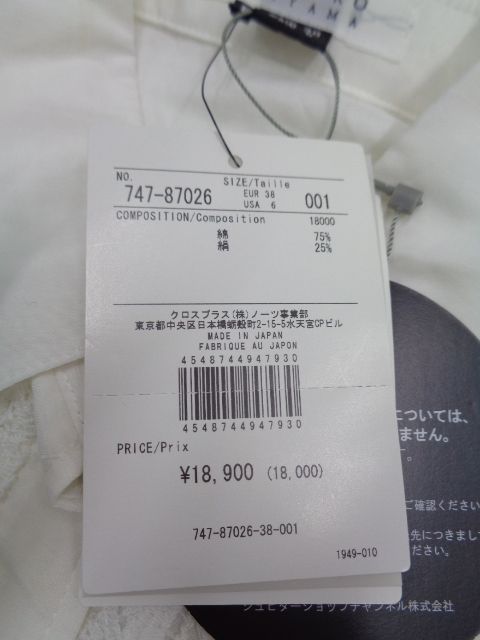 YAMA
NO.
747-87026
SIZE/Taille
EUR 38
USA 6
001
COMPOSITION/Composition 18000
綿 75%
絹 25%
クロスプラス(株)ノーツ事業部
東京都中央区日本橋蛎殻町2-15-5水天宮CPビル
MADE IN JAPAN
FABRIQUE AU JAPON
4548744947930
4548744947930
PRICE/Prix
¥18,900 (18,000)
747-87026-38-001
1949-010
については、
ません。
ご確認ください
先につきまして
ださい。
ジュピターショップチャンネル株式会社